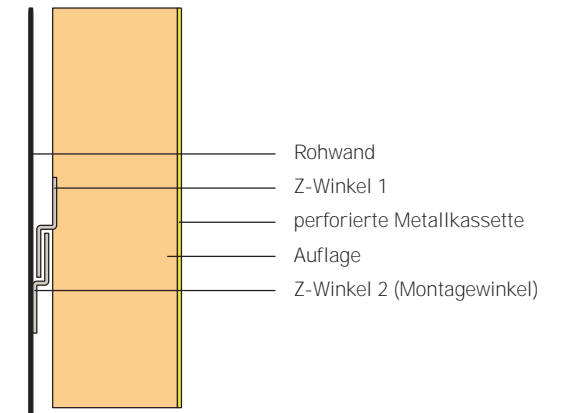 Rohwand
Z-Winkel 1
perforierte Metallkassette
Auflage
Z-Winkel 2 (Montagewinkel)